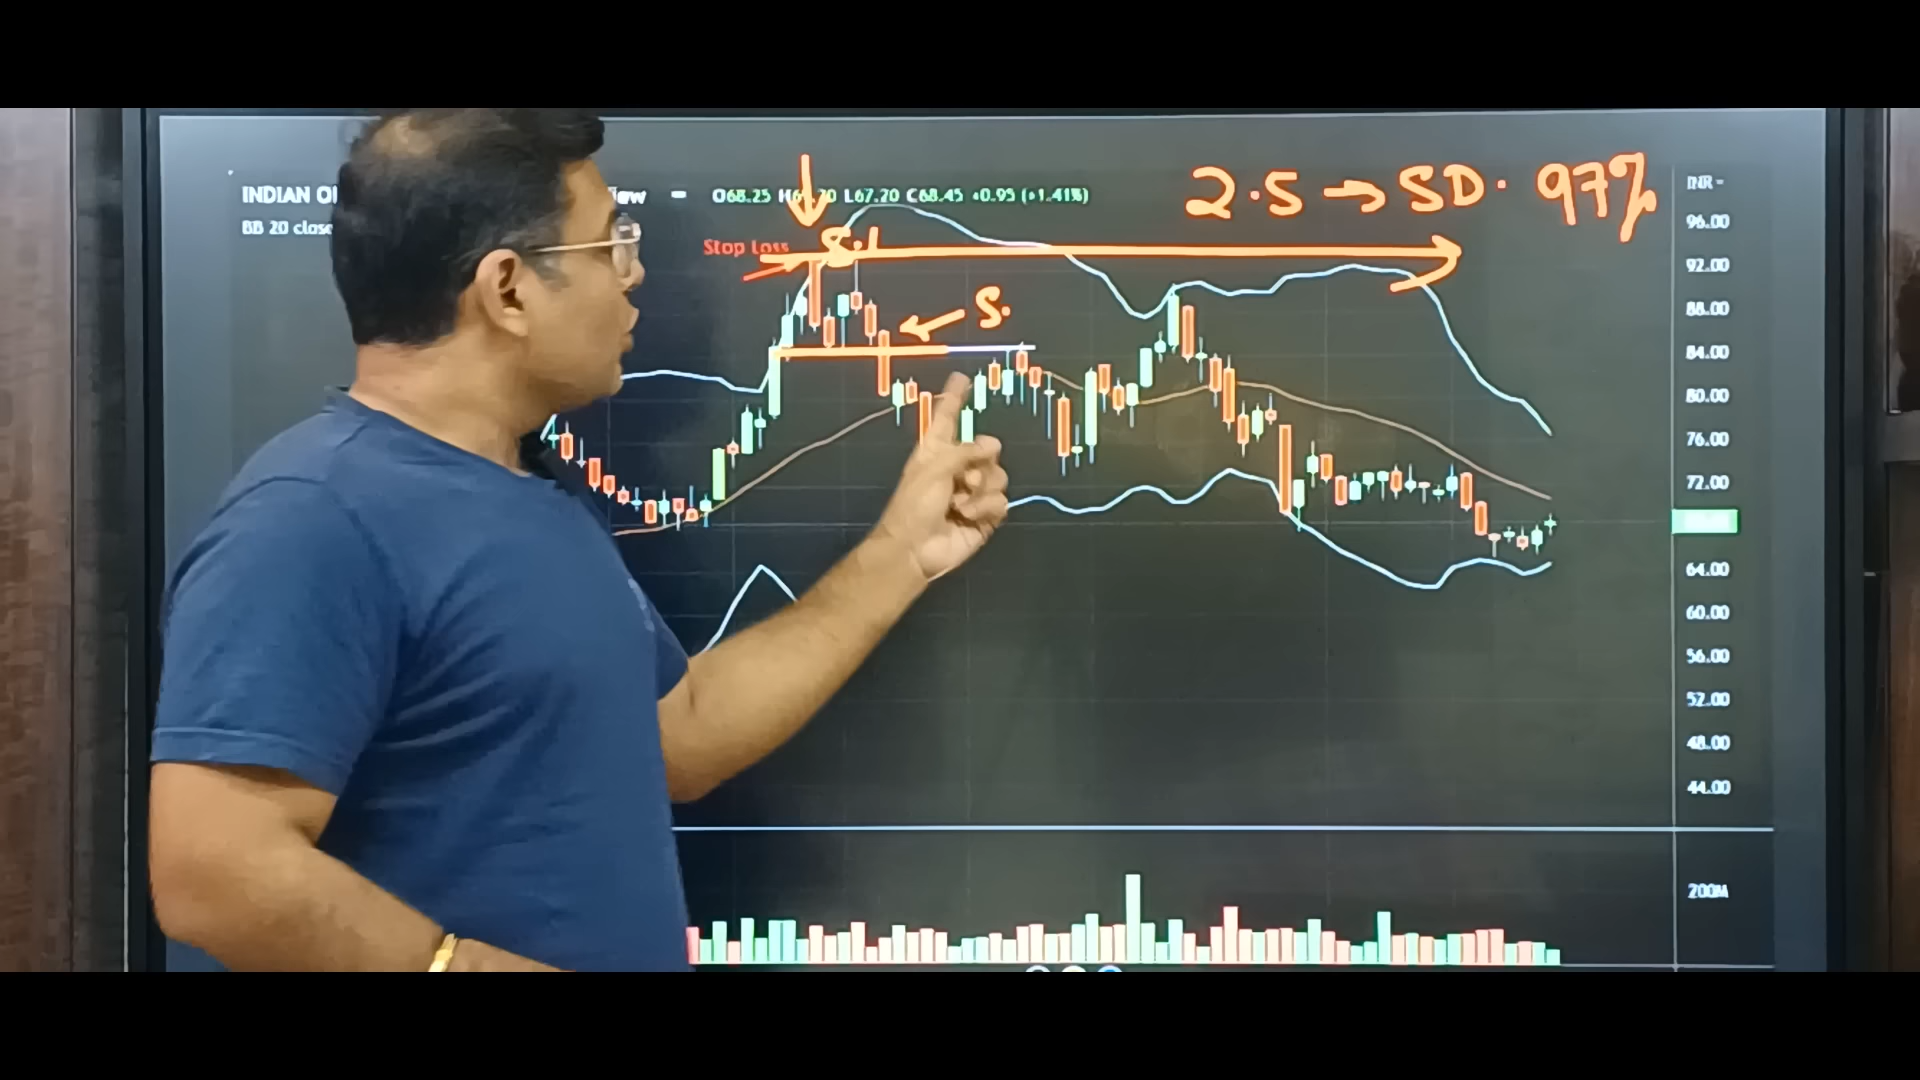 INDIAN
O68.25 L67.20 C68.45 +0.95 (+1.41%)
2.5 → SD. 97%
INR
BB 20 close
Stop Loss S.l
S.
96.00
92.00
88.00
84.00
80.00
76.00
72.00
64.00
60.00
56.00
52.00
48.00
44.00
200M